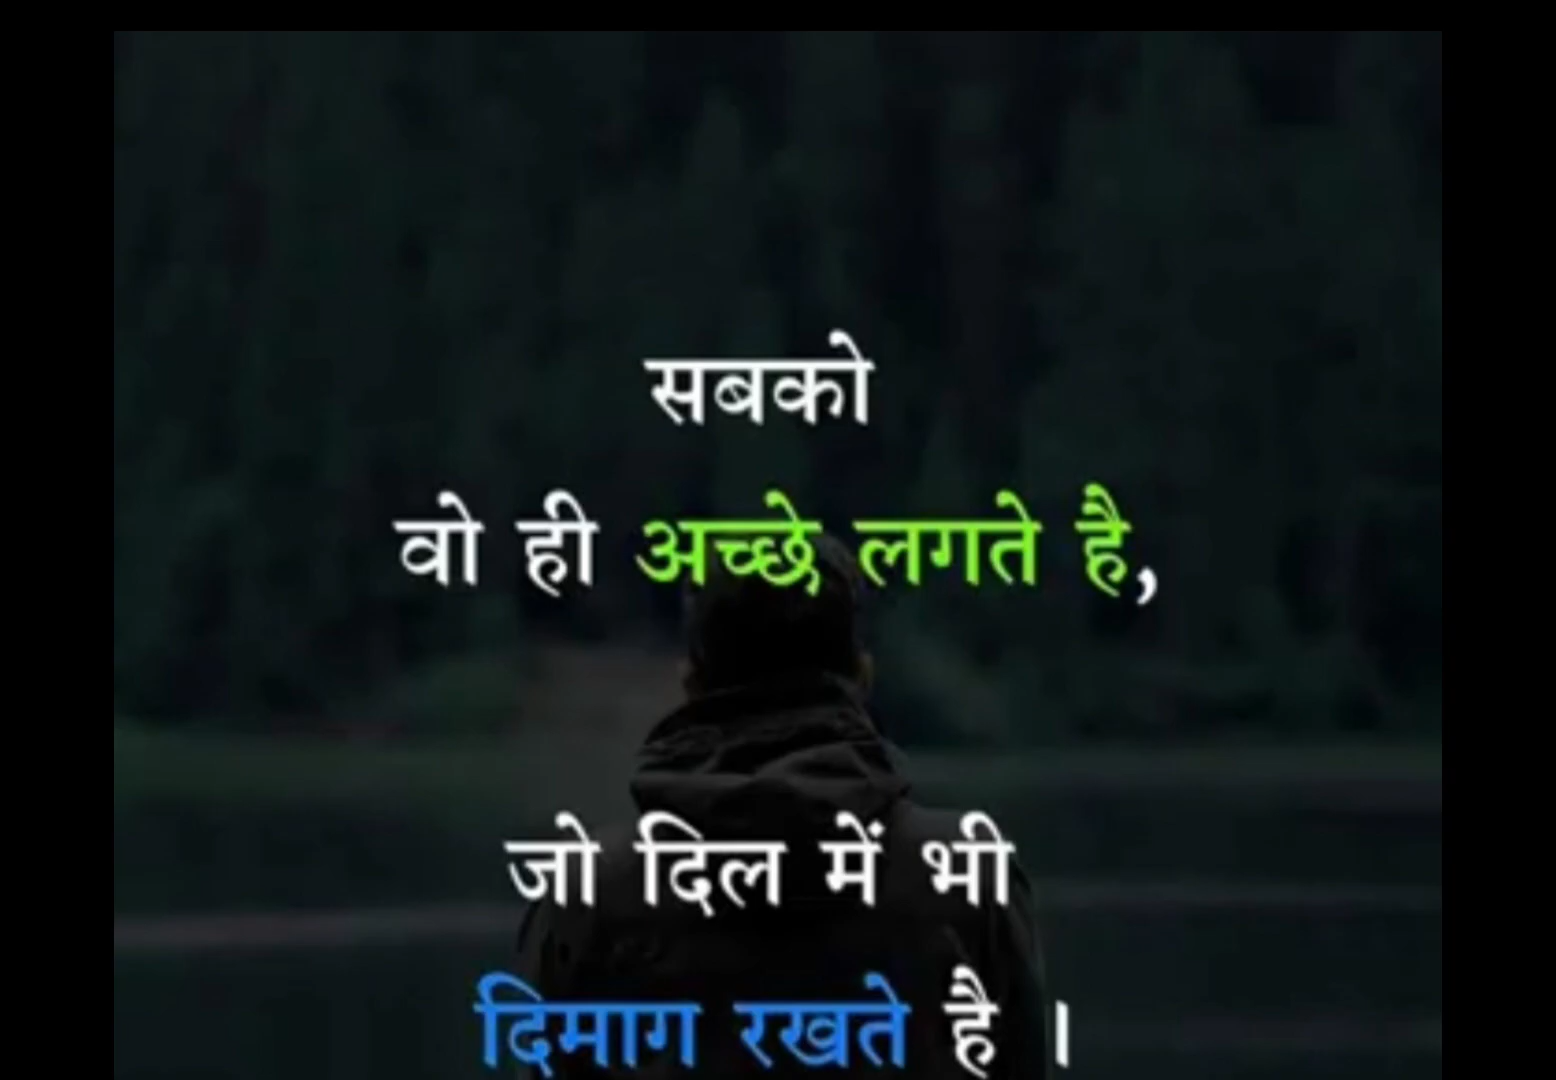 सबको
वो ही अच्छे लगते है,
जो दिल में भी
दिमाग रखते है ।